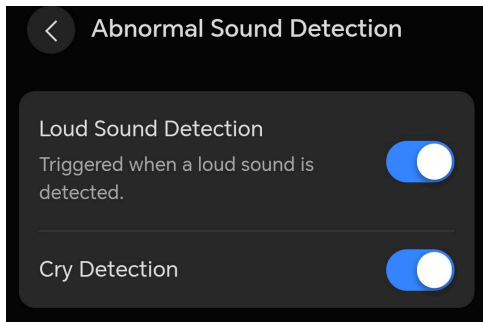 Abnormal Sound Detection
Loud Sound Detection
Triggered when a loud sound is
detected.
Cry Detection